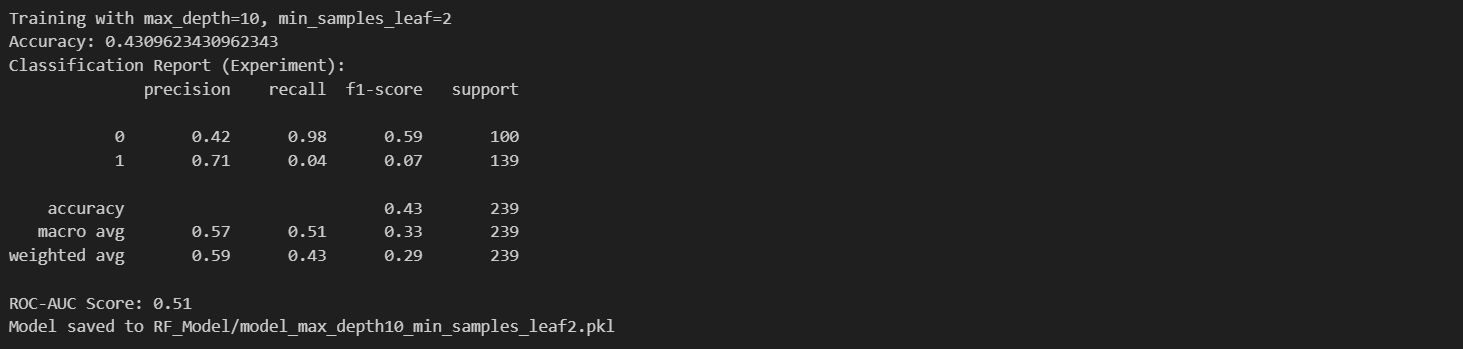 Training with max_depth=10, min_samples_leaf=2
Accuracy: 0.4309623430962343
Classification Report (Experiment):
precision recall f1-score support
0 0.42 0.98 0.59 100
1 0.71 0.04 0.07 139
accuracy 0.43 239
macro avg 0.57 0.51 0.33 239
weighted avg 0.59 0.43 0.29 239
ROC-AUC Score: 0.51
Model saved to RF_Model/model_max_depth10_min_samples_leaf2.pkl